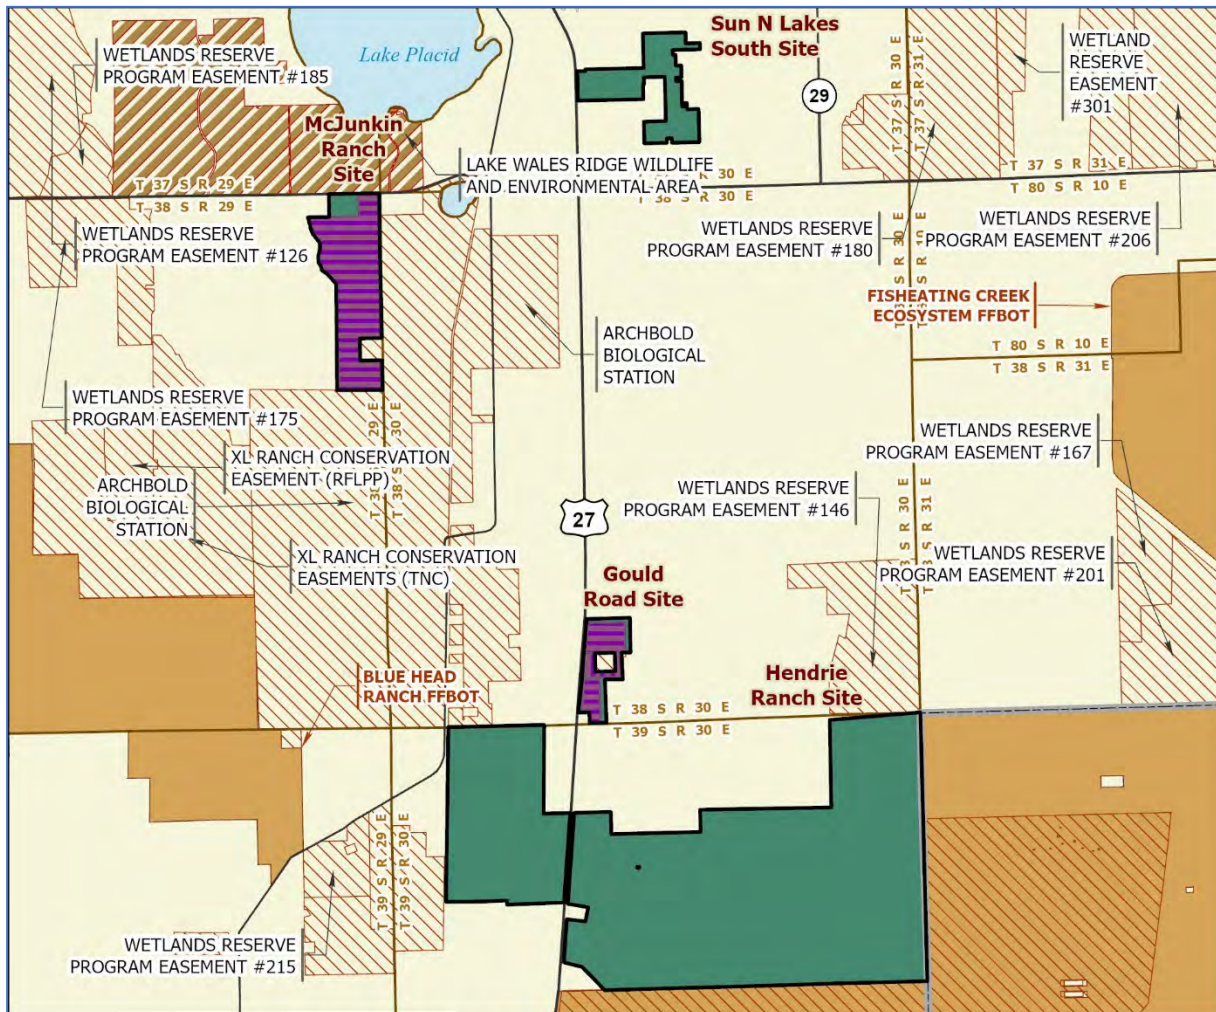 Sun N Lakes
South Site
Lake Placid
WETLANDS RESERVE
PROGRAM EASEMENT #185
WETLAND
RESERVE
EASEMENT
#301
29
T 37 S R 30 E
T 37 S R 31 E
McJunkin
Ranch
Site
LAKE WALES RIDGE WILDLIFE
AND ENVIRONMENTAL AREA
T 37 S R 29 E
T 38 S R 29 E
T 38 S R 30 E
T 37 S R 31 E
T 80 S R 10 E
WETLANDS RESERVE
PROGRAM EASEMENT #126
WETLANDS RESERVE
PROGRAM EASEMENT #180
WETLANDS RESERVE
PROGRAM EASEMENT #206
FISHEATING CREEK
ECOSYSTEM FFBOT
ARCHBOLD
BIOLOGICAL
STATION
T 80 S R 10 E
T 38 S R 31 E
WETLANDS RESERVE
PROGRAM EASEMENT #175
XL RANCH CONSERVATION
EASEMENT (RFLPP)
ARCHBOLD
BIOLOGICAL
STATION
XL RANCH CONSERVATION
EASEMENTS (TNC)
27
WETLANDS RESERVE
PROGRAM EASEMENT #167
WETLANDS RESERVE
PROGRAM EASEMENT #146
WETLANDS RESERVE
PROGRAM EASEMENT #201
Gould
Road Site
Hendrie
Ranch Site
BLUE HEAD
RANCH FFBOT
T 38 S R 30 E
T 39 S R 30 E
T 39 S R 29 E
T 39 S R 30 E
WETLANDS RESERVE
PROGRAM EASEMENT #215